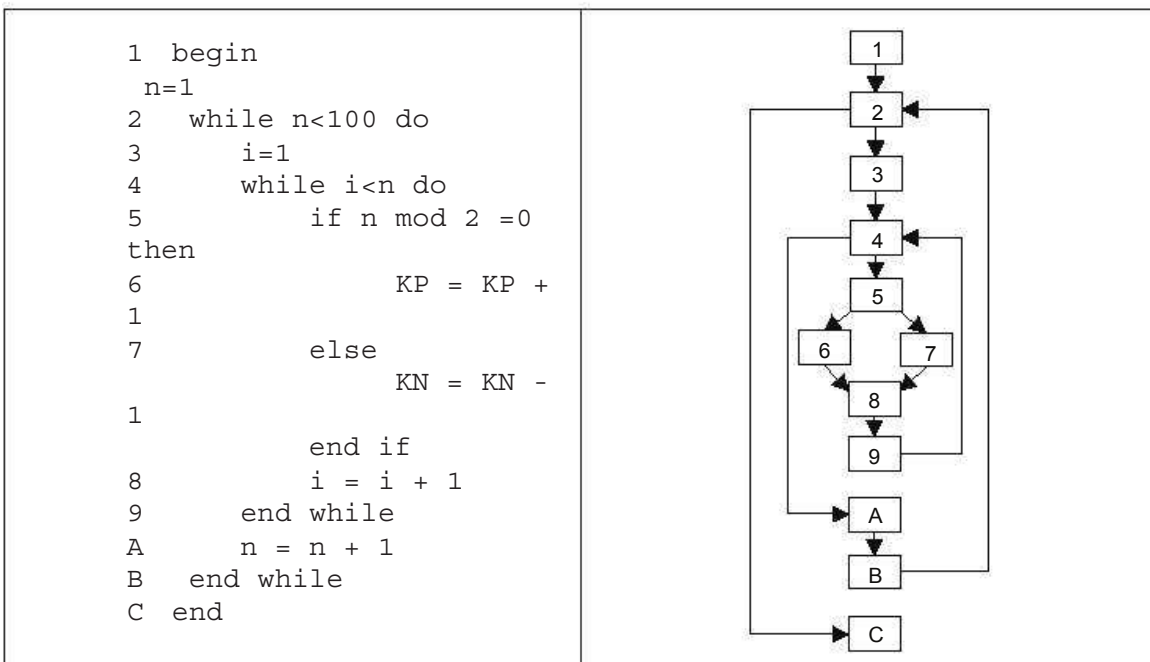 1 begin
n=1
2 while n<100 do
3 i=1
4 while i<n do
5 if n mod 2 =0
then
6 KP = KP +
1
7 else
KN = KN -
1
end if
8 i = i + 1
9 end while
A n = n + 1
B end while
C end
1
2
3
4
5
6 7
8
9
A
B
C